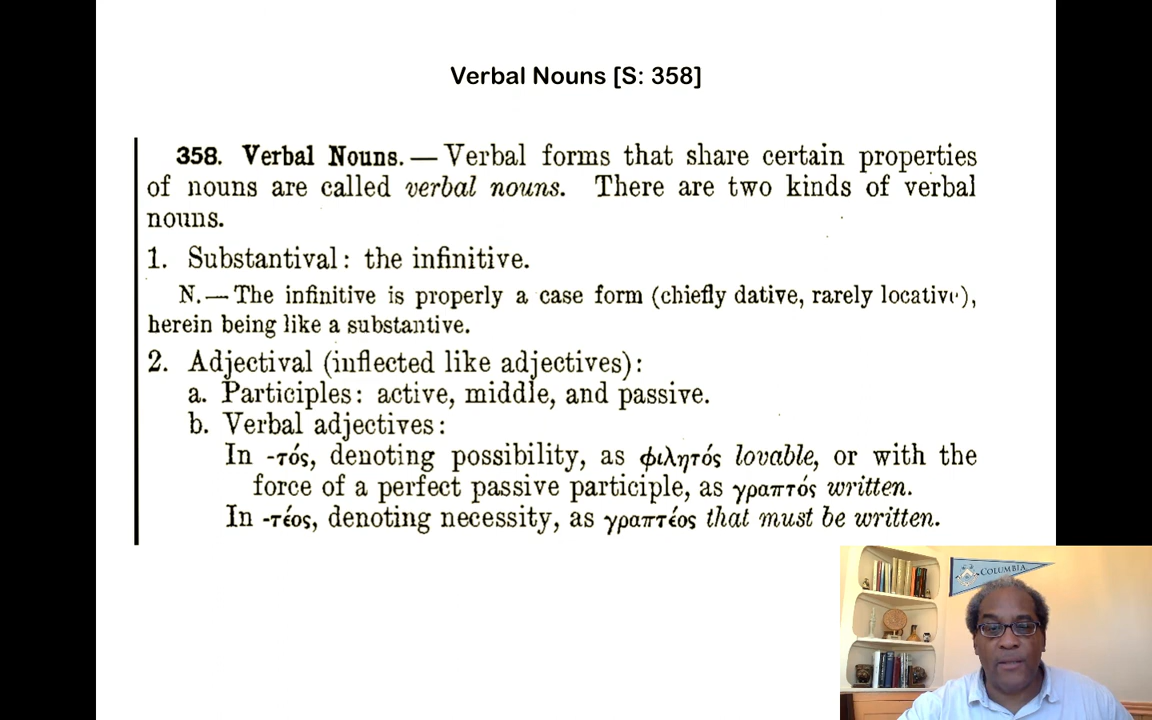 Verbal Nouns [S: 358]
358. Verbal Nouns. — Verbal forms that share certain properties
of nouns are called verbal nouns. There are two kinds of verbal
nouns.
1. Substantival: the infinitive.
N. — The infinitive is properly a case form (chiefly dative, rarely locative),
herein being like a substantive.
2. Adjectival (inflected like adjectives):
a. Participles: active, middle, and passive.
b. Verbal adjectives:
In -τός, denoting possibility, as φιλητός lovable, or with the
force of a perfect passive participle, as γραπτός written.
In -τέος, denoting necessity, as γραπτέος that must be written.
COLUMBIA